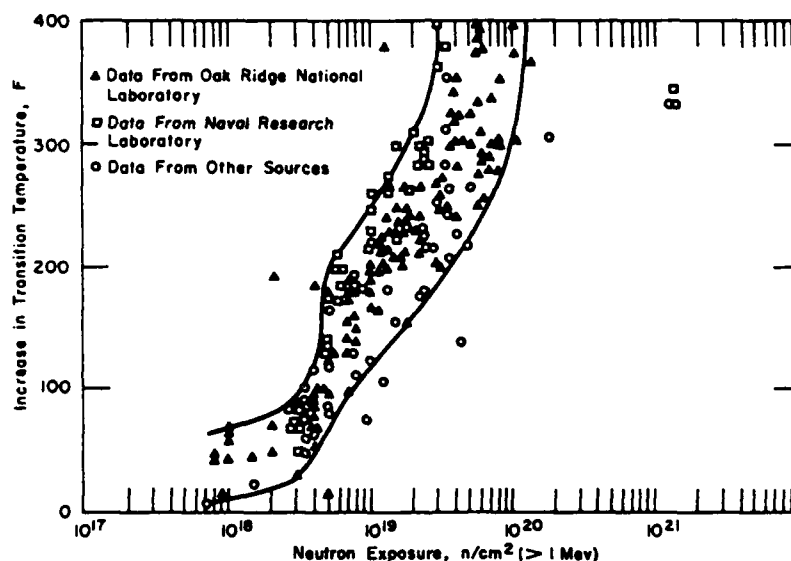 400
300
200
100
0
Increase in Transition Temperature, F
▲ Data From Oak Ridge National
Laboratory
□ Data From Naval Research
Laboratory
○ Data From Other Sources
10^17 10^18 10^19 10^20 10^21
Neutron Exposure, n/cm² (> 1 Mev)